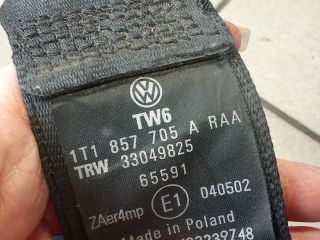 TW6
1T1 857 705 A RAA
TRW 33049825
65591
ZAer4mp E1 040502
Made in Poland